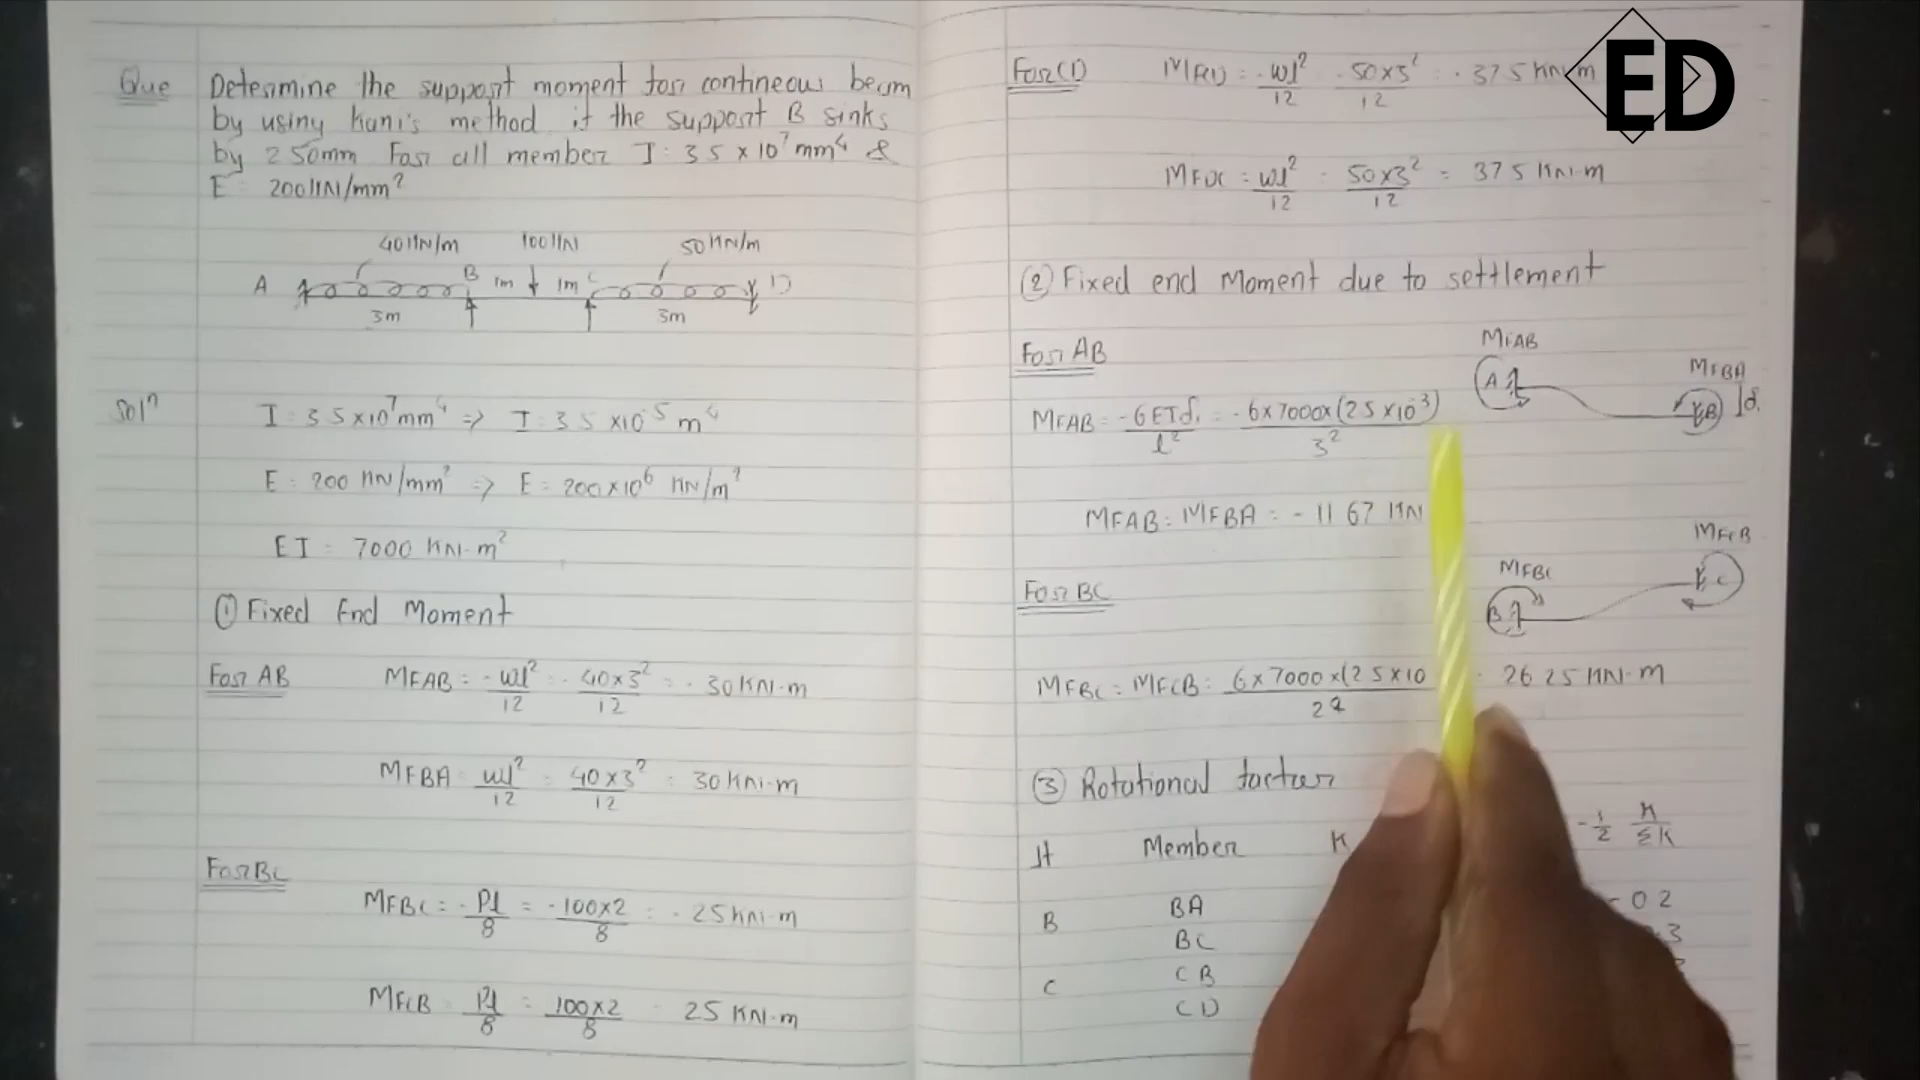 Que Determine the support moment for contineous beam
by using Kani's method if the support B sinks
by 2 50mm For all member I = 3 5 x 10⁷ mm⁴ &
E = 200 KN/mm²
40 KN/m 100 KN 50 KN/m
A B 1m 1m C D
3m 3m
Solⁿ I = 3 5 x 10⁷ mm⁴ => I = 3 5 x 10⁻⁵ m⁴
E = 200 KN/mm² => E = 200 x 10⁶ KN/m²
EI = 7000 KN·m²
① Fixed End Moment
For AB MFAB = -wl²/12 = -40x3²/12 = -30 KN·m
MFBA = wl²/12 = 40x3²/12 = 30 KN·m
For BC
MFBC = -Pl/8 = -100x2/8 = -25 KN·m
MFCB = Pl/8 = 100x2/8 = 25 KN·m
For CD MFCD = -wl²/12 -50x3²/12 = -37 5 KN·m
ED
MFDC = wl²/12 = 50x3²/12 = 37 5 KN·m
② Fixed end Moment due to settlement
For AB
MFAB
A
MFBA
B δ
MFAB = -6EIδ/l² = -6x7000x(2 5x10⁻³)/3²
MFAB = MFBA = -11 67 KN
For BC
MFBC
B
MFCB
C
MFBC = MFCB = 6x7000x(2 5x10 /2² = 26 25 KN·m
③ Rotational factor
Jt Member K -1/2 K/ΣK
B BA -0 2
BC 3
C CB
CD